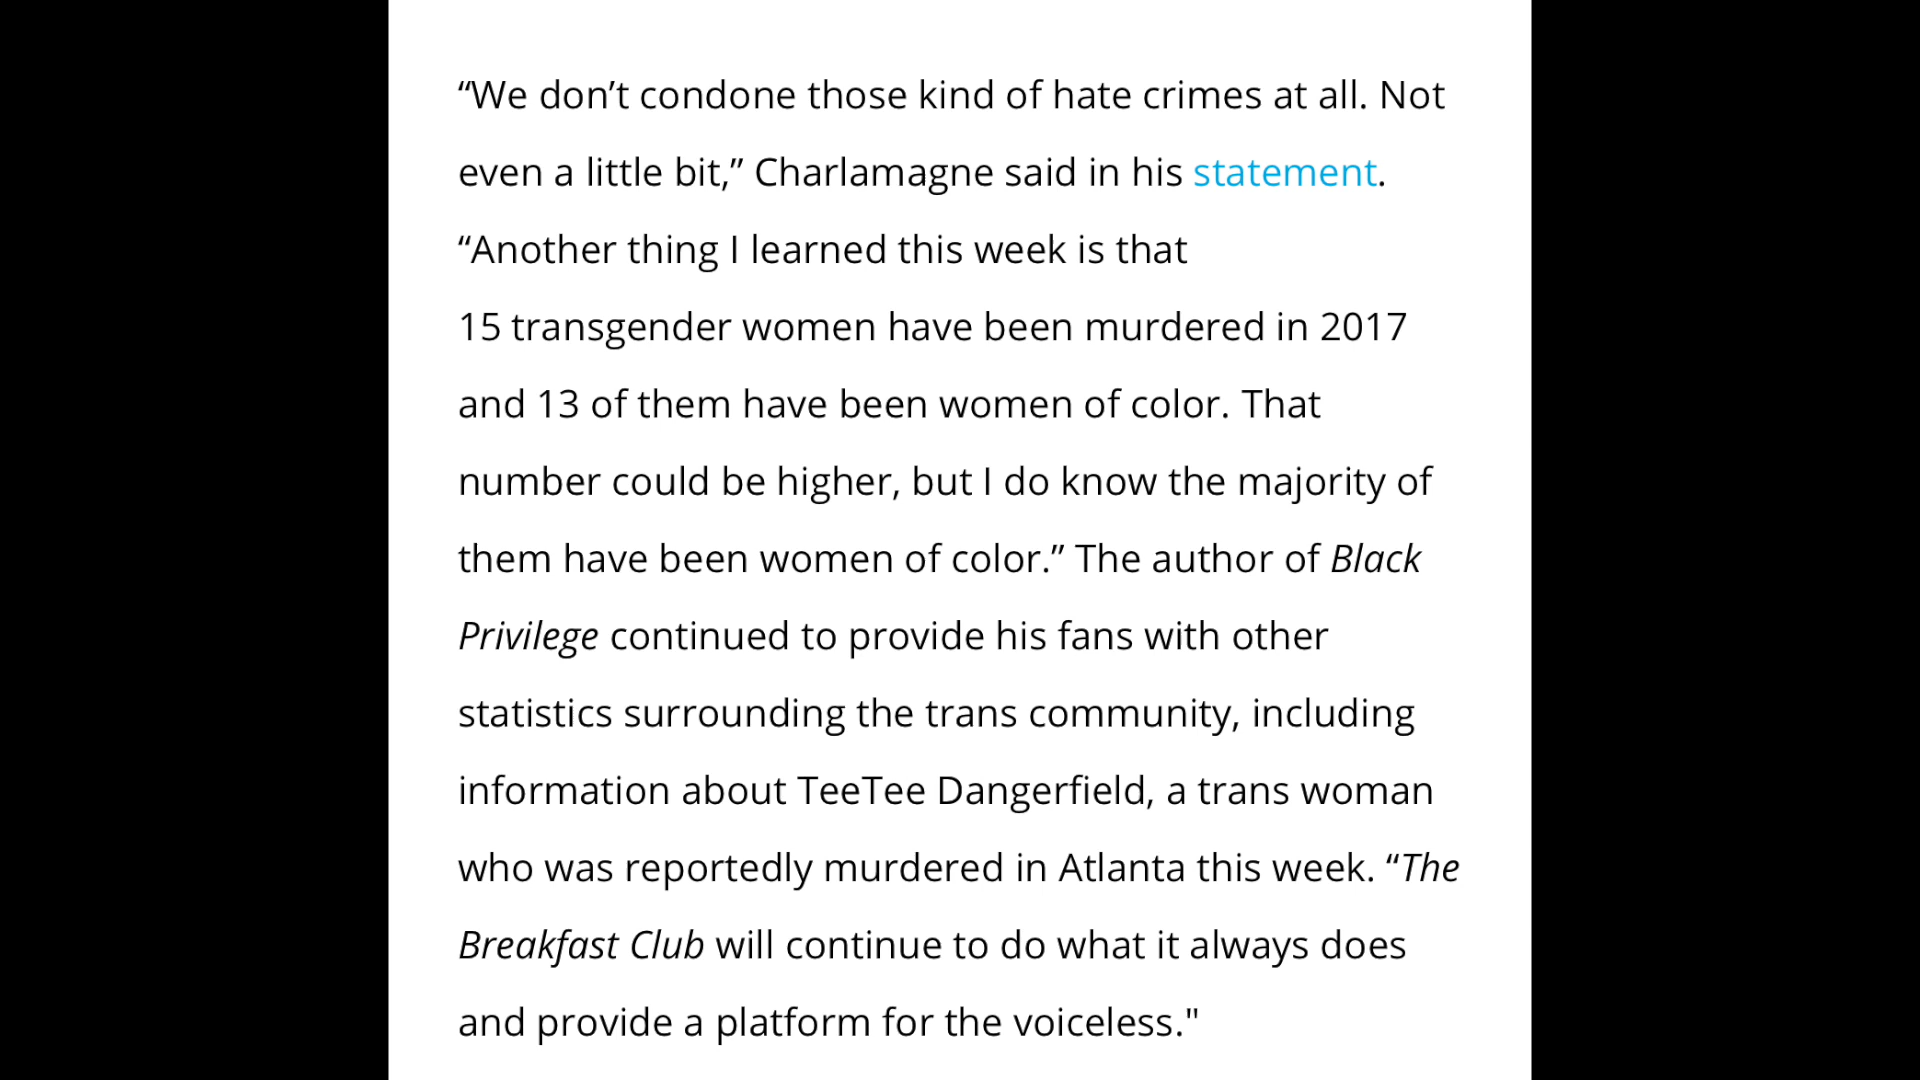 “We don’t condone those kind of hate crimes at all. Not
even a little bit,” Charlamagne said in his statement.
“Another thing I learned this week is that
15 transgender women have been murdered in 2017
and 13 of them have been women of color. That
number could be higher, but I do know the majority of
them have been women of color.” The author of Black
Privilege continued to provide his fans with other
statistics surrounding the trans community, including
information about TeeTee Dangerfield, a trans woman
who was reportedly murdered in Atlanta this week. “The
Breakfast Club will continue to do what it always does
and provide a platform for the voiceless."